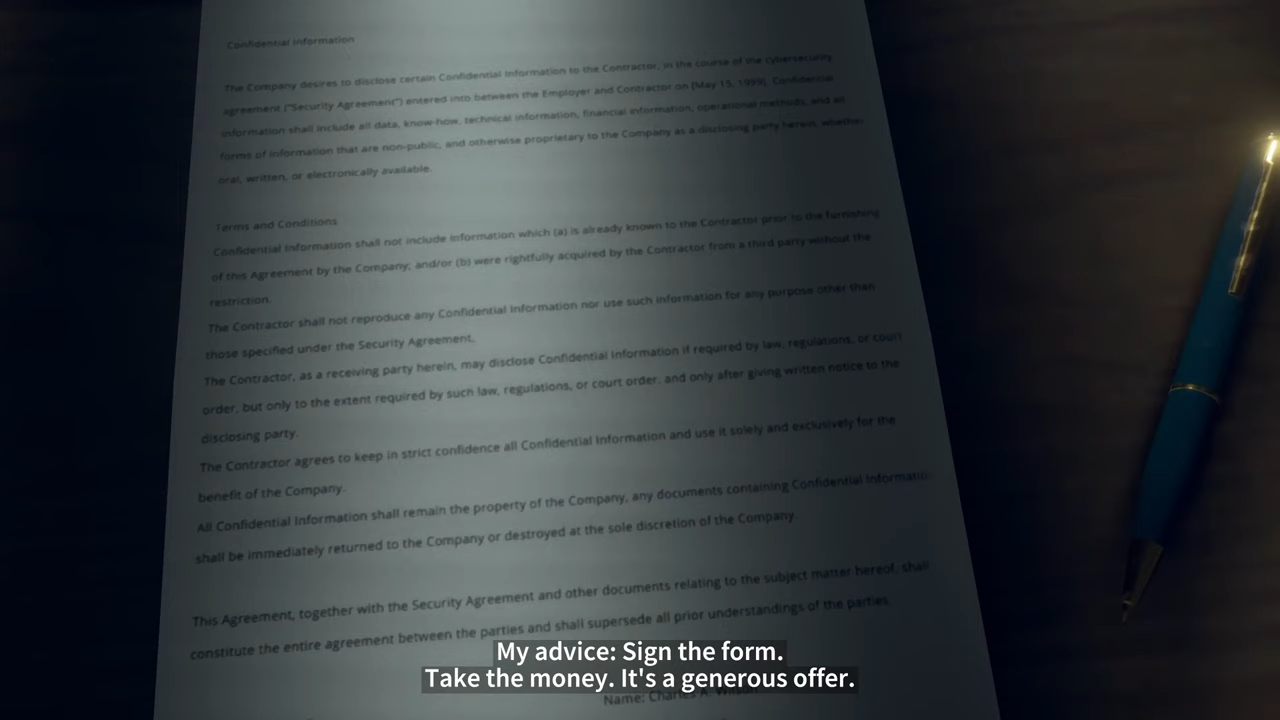 Confidential Information
The Company desires to disclose certain Confidential Information to the Contractor, in the course of the cybersecurity
agreement ("Security Agreement") entered into between the Employer and Contractor on [May 15, 1999]. Confidential
information shall include all data, know-how, technical information, financial information, operational methods, and all
forms of information that are non-public, and otherwise proprietary to the Company as a disclosing party herein, whether
oral, written, or electronically available.
Terms and Conditions
Confidential Information shall not include information which (a) is already known to the Contractor prior to the furnishing
of this Agreement by the Company; and/or (b) were rightfully acquired by the Contractor from a third party without the
restriction.
The Contractor shall not reproduce any Confidential Information nor use such information for any purpose other than
those specified under the Security Agreement.
The Contractor, as a receiving party herein, may disclose Confidential Information if required by law, regulations, or court
order, but only to the extent required by such law, regulations, or court order, and only after giving written notice to the
disclosing party.
The Contractor agrees to keep in strict confidence all Confidential Information and use it solely and exclusively for the
benefit of the Company.
All Confidential Information shall remain the property of the Company, any documents containing Confidential Information
shall be immediately returned to the Company or destroyed at the sole discretion of the Company.
This Agreement, together with the Security Agreement and other documents relating to the subject matter hereof, shall
constitute the entire agreement between the parties and shall supersede all prior understandings of the parties.
My advice: Sign the form.
Take the money. It's a generous offer.
Name: